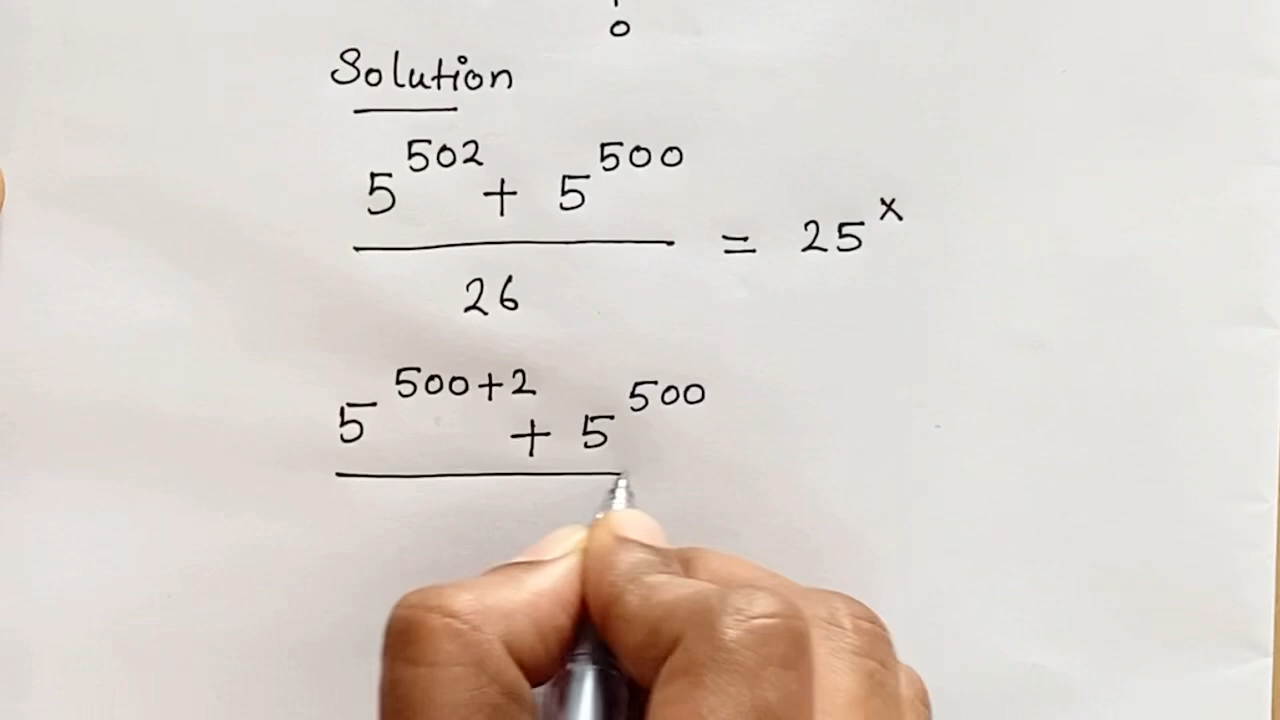 Solution
5^502 + 5^500
26
= 25^x
5^500+2 + 5^500